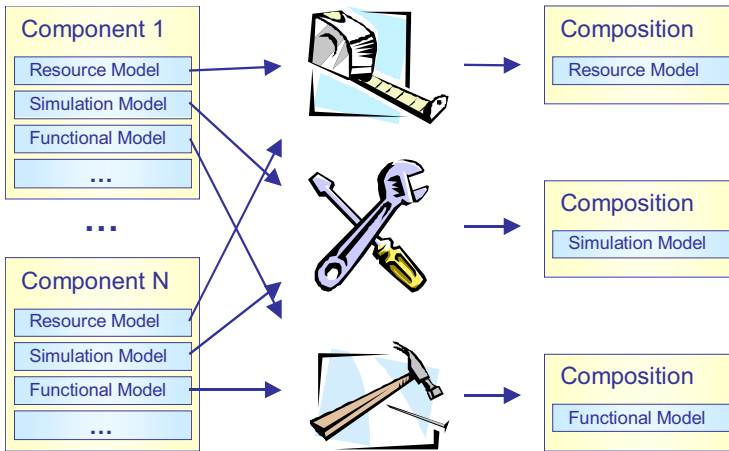 Component 1
Resource Model
Simulation Model
Functional Model
...
...
Component N
Resource Model
Simulation Model
Functional Model
...
Composition
Resource Model
Composition
Simulation Model
Composition
Functional Model